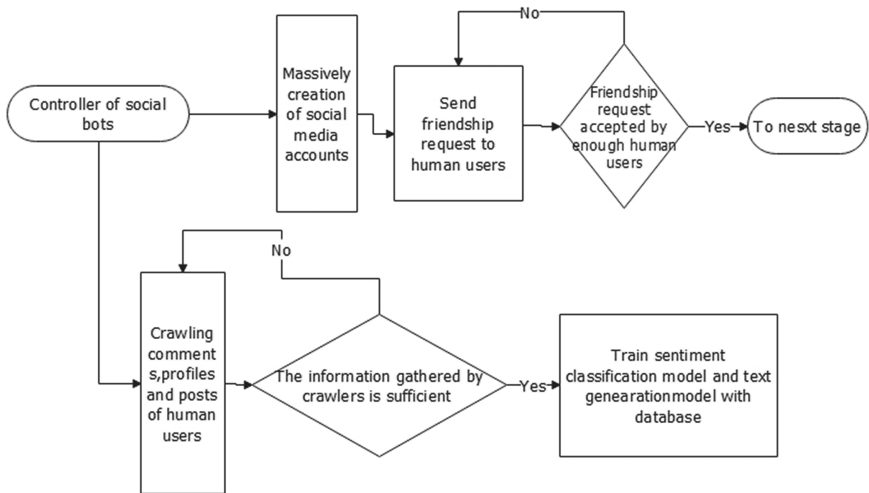 No
Controller of social
bots
Massively
creation
of social
media
accounts
Send
friendship
request to
human users
Friendship
request
accepted by
enough human
users
Yes
To nesxt stage
No
Crawling
comment
s,profiles
and posts
of human
users
The information gathered by
crawlers is sufficient
Yes
Train sentiment
classification model and text
genearationmodel with
database